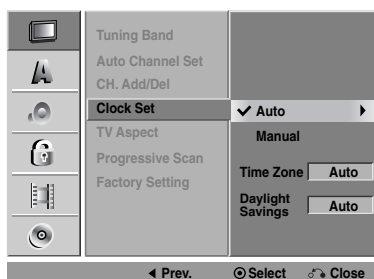 Tuning Band
Auto Channel Set
CH. Add/Del
Clock Set
TV Aspect
Progressive Scan
Factory Setting
Auto
Manual
Time Zone Auto
Daylight
Savings Auto
Prev. Select Close